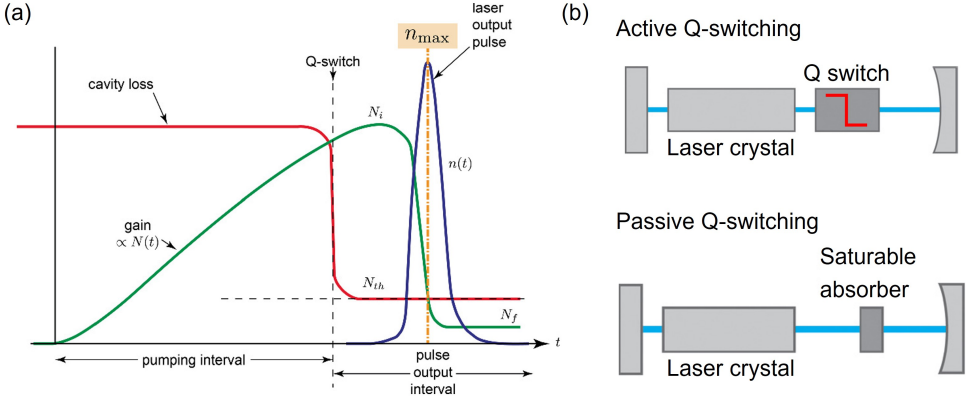 (a)
laser
output
pulse
n_max
Q-switch
cavity loss
N_i
n(t)
gain
∝ N(t)
N_th
N_f
t
pumping interval
pulse
output
interval
(b)
Active Q-switching
Q switch
Laser crystal
Passive Q-switching
Saturable
absorber
Laser crystal